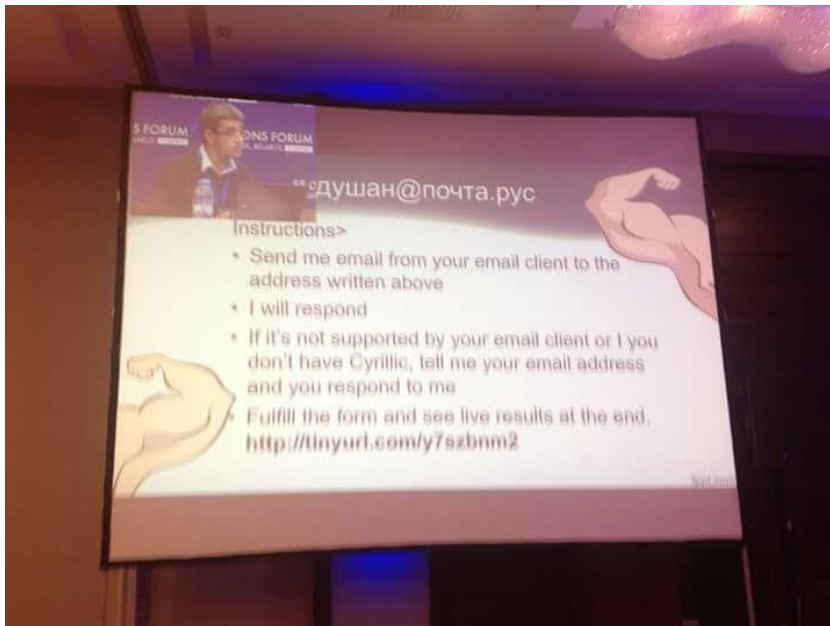 S FORUM
DNS FORUM
душан@почта.рус
Instructions>
• Send me email from your email client to the
address written above
• I will respond
• If it's not supported by your email client or I you
don't have Cyrillic, tell me your email address
and you respond to me
• Fulfill the form and see live results at the end.
http://tinyurl.com/y7szbnm2